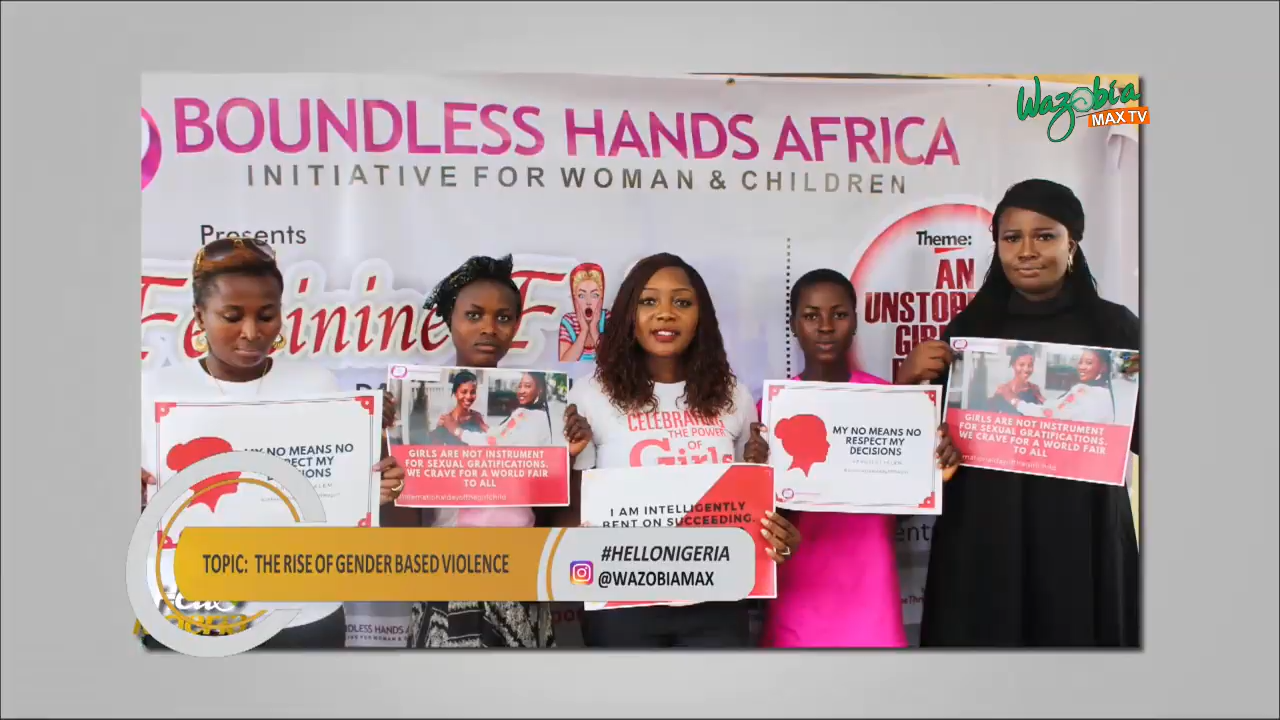 Wazobia
MAX TV
BOUNDLESS HANDS AFRICA
INITIATIVE FOR WOMAN & CHILDREN
Presents
Feminine
Theme:
AN
CELEBRATING
THE POWER
OF
Girls
MY NO MEANS NO
RESPECT MY
GIRLS ARE NOT INSTRUMENT
FOR SEXUAL GRATIFICATIONS.
WE CRAVE FOR A WORLD FAIR
TO ALL
#internationaldayofthegirlchild
I AM INTELLIGENTLY
BENT ON SUCCEEDING.
MY NO MEANS NO
RESPECT MY
DECISIONS
GIRLS ARE NOT INSTRUMENT
FOR SEXUAL GRATIFICATIONS.
WE CRAVE FOR A WORLD FAIR
TO ALL
TOPIC: THE RISE OF GENDER BASED VIOLENCE
#HELLONIGERIA
@WAZOBIAMAX